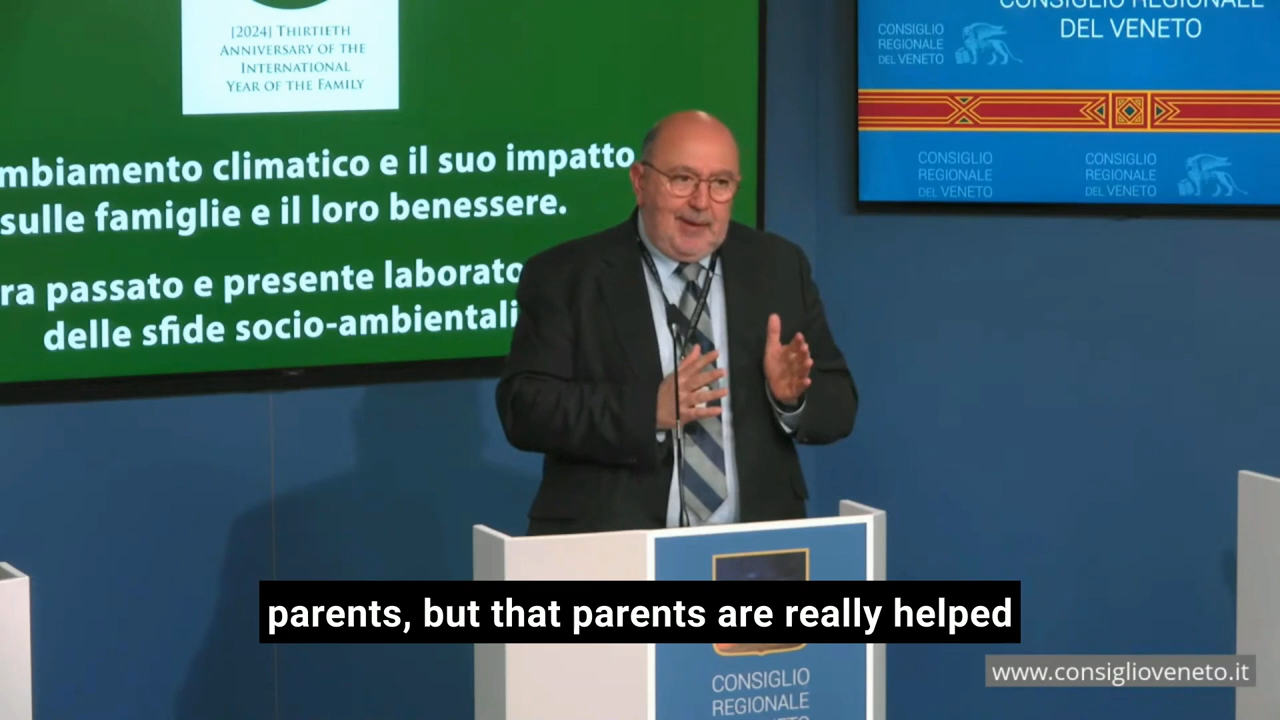 [2024] THIRTIETH
ANNIVERSARY OF THE
INTERNATIONAL
YEAR OF THE FAMILY
mbiamento climatico e il suo impatto
sulle famiglie e il loro benessere.
ra passato e presente laborato
delle sfide socio-ambientali
CONSIGLIO REGIONALE
DEL VENETO
CONSIGLIO
REGIONALE
DEL VENETO
CONSIGLIO
REGIONALE
DEL VENETO
CONSIGLIO
REGIONALE
DEL VENETO
parents, but that parents are really helped
www.consiglioveneto.it
CONSIGLIO
REGIONALE